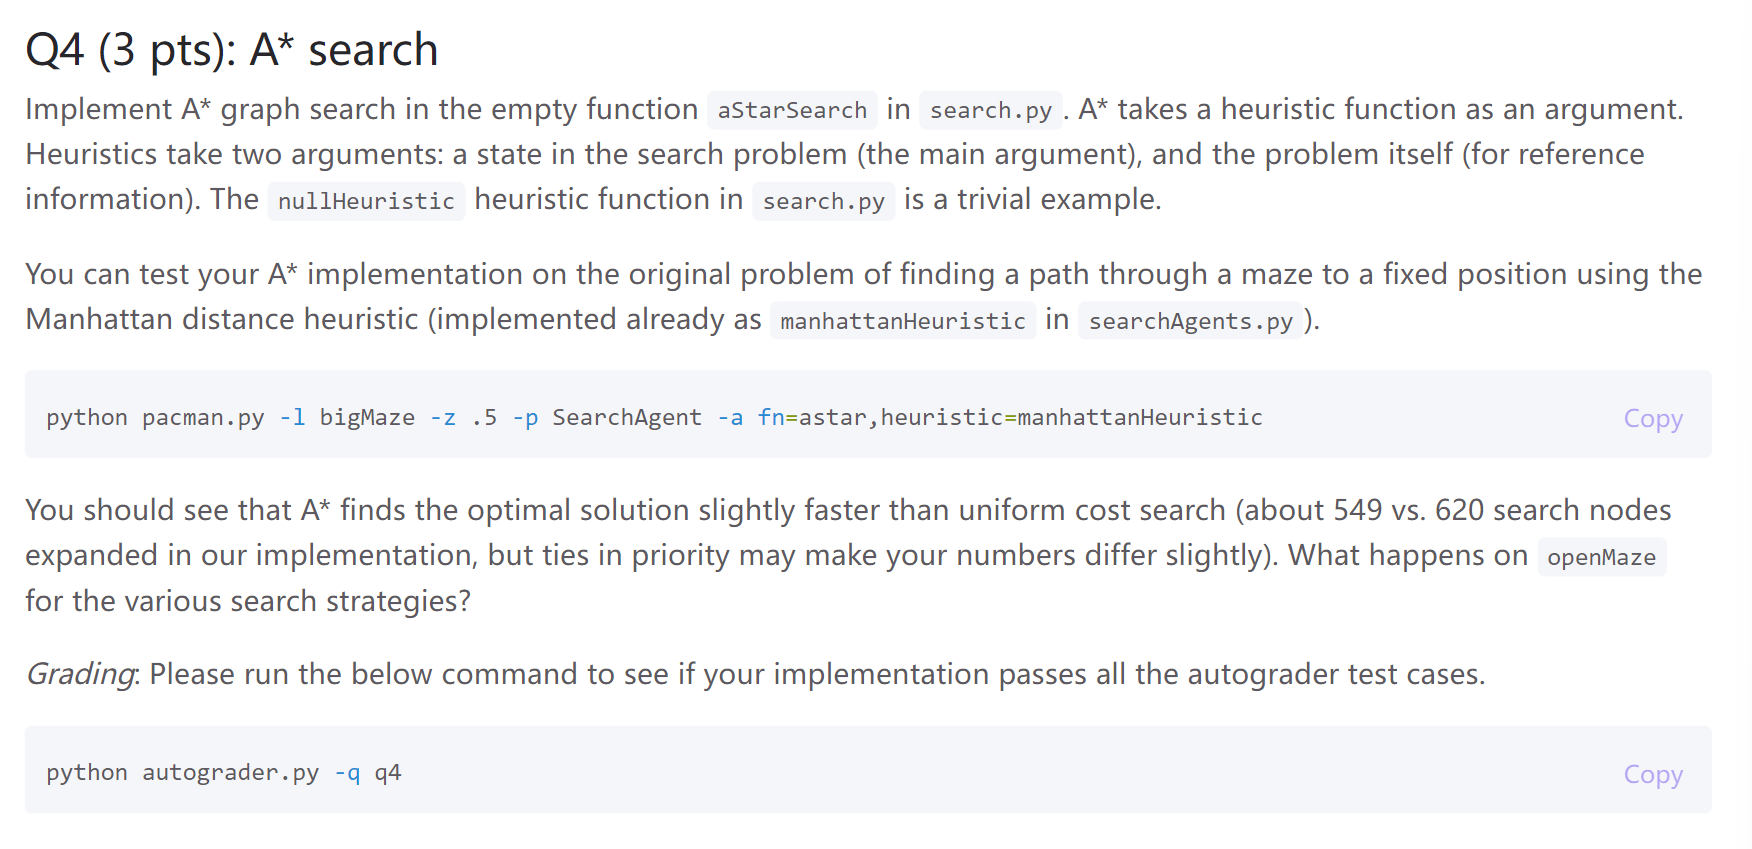 Q4 (3 pts): A* search
Implement A* graph search in the empty function aStarSearch in search.py. A* takes a heuristic function as an argument.
Heuristics take two arguments: a state in the search problem (the main argument), and the problem itself (for reference
information). The nullHeuristic heuristic function in search.py is a trivial example.
You can test your A* implementation on the original problem of finding a path through a maze to a fixed position using the
Manhattan distance heuristic (implemented already as manhattanHeuristic in searchAgents.py).
python pacman.py -l bigMaze -z .5 -p SearchAgent -a fn=astar,heuristic=manhattanHeuristic Copy
You should see that A* finds the optimal solution slightly faster than uniform cost search (about 549 vs. 620 search nodes
expanded in our implementation, but ties in priority may make your numbers differ slightly). What happens on openMaze
for the various search strategies?
Grading: Please run the below command to see if your implementation passes all the autograder test cases.
python autograder.py -q q4 Copy